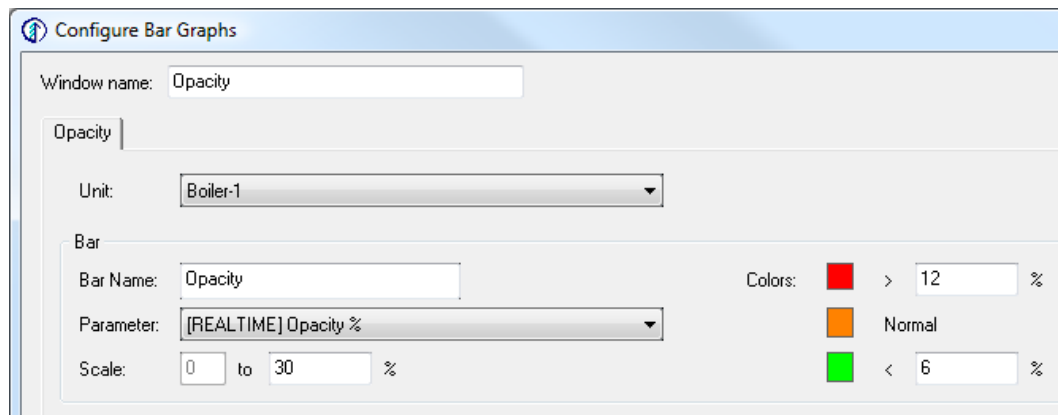 Configure Bar Graphs
Window name: Opacity
Opacity
Unit: Boiler-1
Bar
Bar Name: Opacity Colors: > 12 %
Parameter: [REALTIME] Opacity % Normal
Scale: 0 to 30 % < 6 %